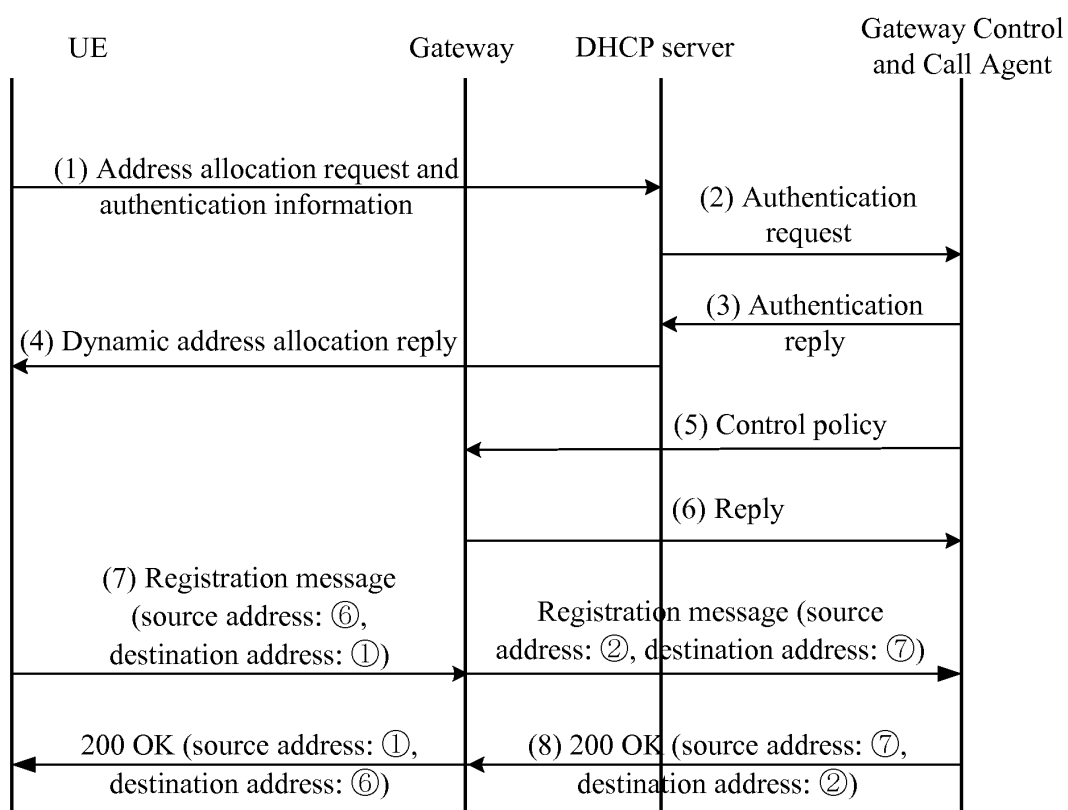 UE
Gateway
DHCP server
Gateway Control
and Call Agent
(1) Address allocation request and
authentication information
(2) Authentication
request
(3) Authentication
reply
(4) Dynamic address allocation reply
(5) Control policy
(6) Reply
(7) Registration message
(source address: ⑥,
destination address: ①)
Registration message (source
address: ②, destination address: ⑦)
200 OK (source address: ①,
destination address: ⑥)
(8) 200 OK (source address: ⑦,
destination address: ②)